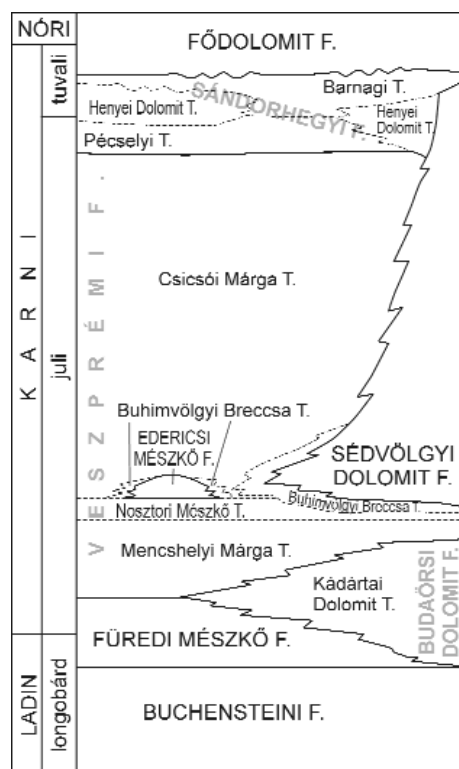 NÓRI
FŐDOLOMIT F.
KARNI
tuvali
Barnagi T.
SÁNDORHEGYI F.
Henyei Dolomit T.
Henyei
Dolomit T.
Pécselyi T.
juli
VESZPRÉMI F.
Csicsói Márga T.
Buhimvölgyi Breccsa T.
EDERICSI
MÉSZKŐ F.
SÉDVÖLGYI
DOLOMIT F.
Buhimvölgyi Broccsa T.
Nosztori Mészkő T.
Mencshelyi Márga T.
Kádártai
Dolomit T.
BUDAÖRSI
DOLOMIT F.
FÜREDI MÉSZKŐ F.
LADIN
longobárd
BUCHENSTEINI F.